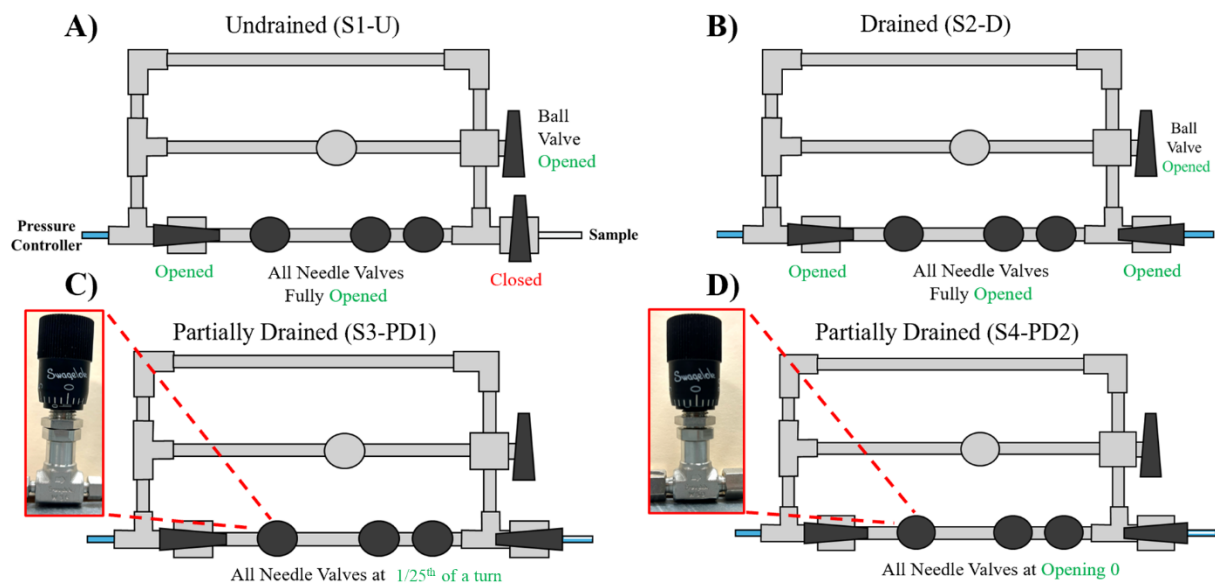 A)
Undrained (S1-U)
Ball
Valve
Opened
Pressure
Controller
Sample
Opened
All Needle Valves
Fully Opened
Closed
B)
Drained (S2-D)
Ball
Valve
Opened
Opened
All Needle Valves
Fully Opened
Opened
C)
Partially Drained (S3-PD1)
Swagelok
0
All Needle Valves at 1/25th of a turn
D)
Partially Drained (S4-PD2)
Swagelok
0
All Needle Valves at Opening 0